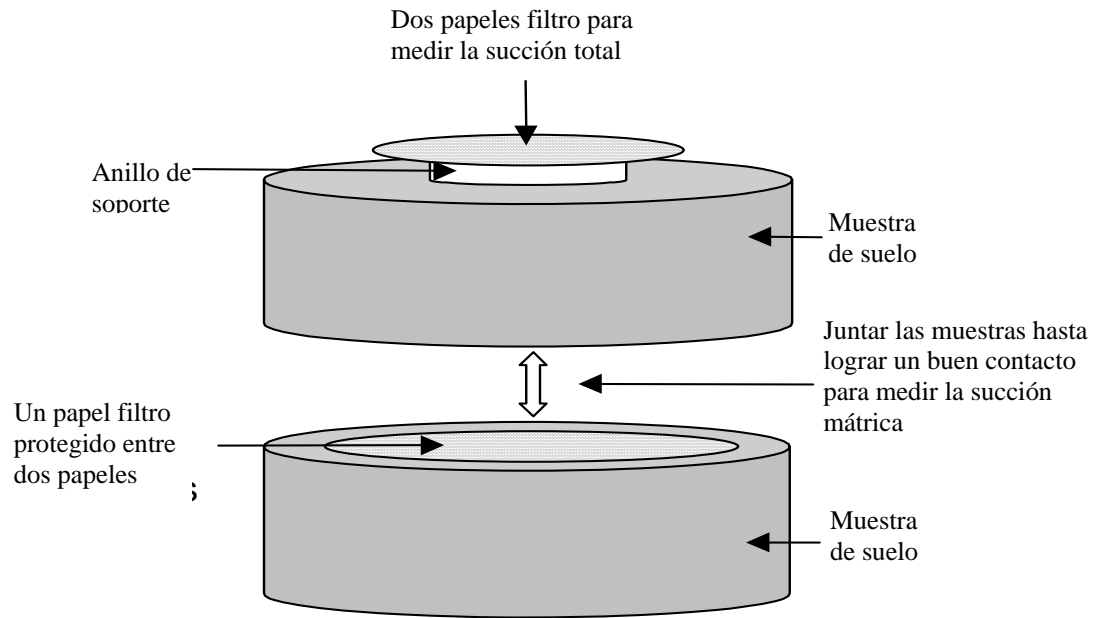 Dos papeles filtro para
medir la succión total
Anillo de
soporte
Muestra
de suelo
Juntar las muestras hasta
lograr un buen contacto
para medir la succión
mátrica
Un papel filtro
protegido entre
dos papeles
Muestra
de suelo